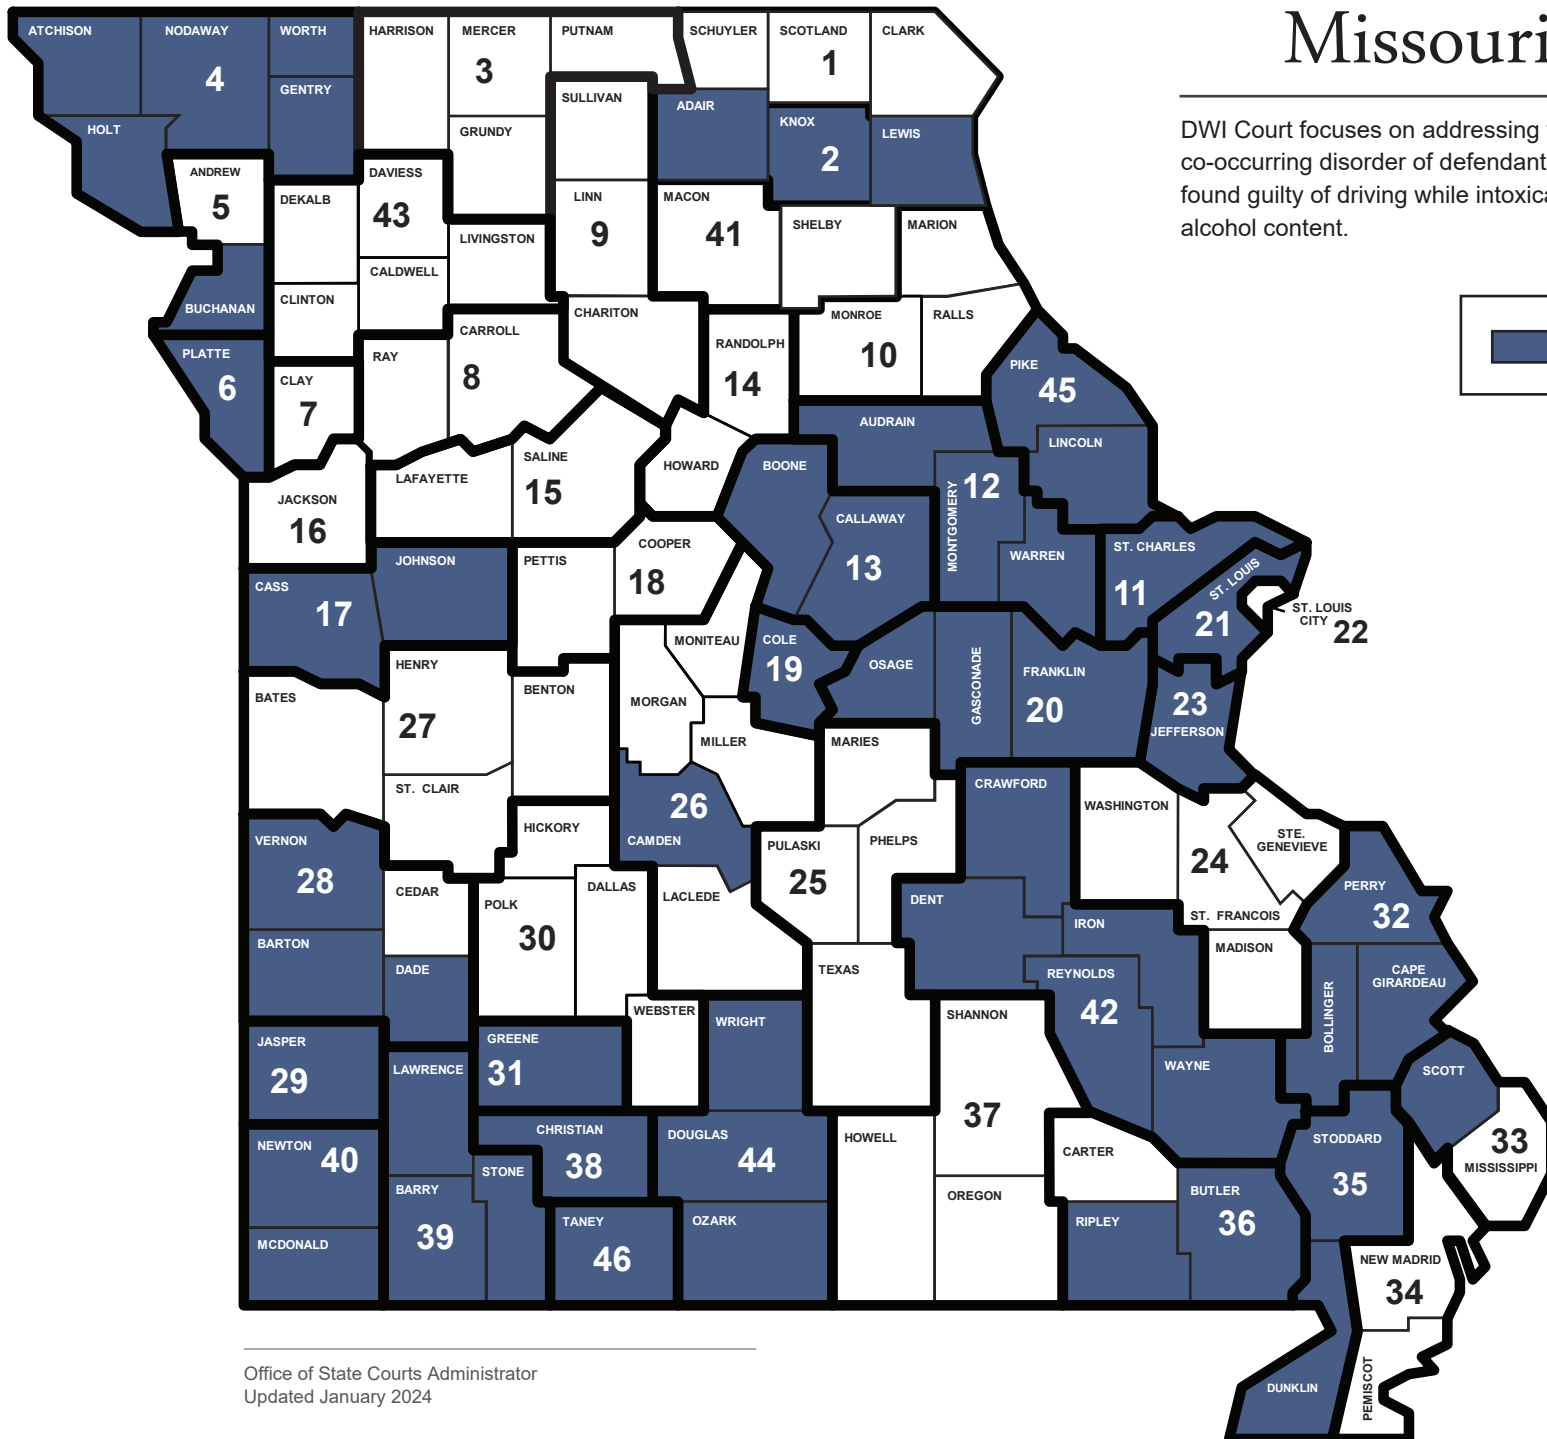 Missouri
DWI Court focuses on addressing
co-occurring disorder of defendant
found guilty of driving while intoxica
alcohol content.
ATCHISON
NODAWAY
4
WORTH
GENTRY
HOLT
HARRISON
MERCER
3
PUTNAM
GRUNDY
SCHUYLER
SCOTLAND
1
CLARK
SULLIVAN
ADAIR
KNOX
2
LEWIS
ANDREW
5
DEKALB
DAVIESS
43
LINN
9
MACON
41
SHELBY
MARION
LIVINGSTON
CALDWELL
CLINTON
BUCHANAN
CARROLL
8
CHARITON
MONROE
10
RALLS
RANDOLPH
14
PLATTE
6
RAY
CLAY
7
PIKE
45
LINCOLN
AUDRAIN
HOWARD
BOONE
SALINE
15
LAFAYETTE
JACKSON
16
MONTGOMERY
12
CALLAWAY
13
WARREN
ST. CHARLES
11
ST. LOUIS
21
ST. LOUIS
CITY 22
COOPER
18
PETTIS
JOHNSON
CASS
17
MONITEAU
COLE
19
OSAGE
GASCONADE
FRANKLIN
20
23
JEFFERSON
HENRY
27
BENTON
BATES
MORGAN
MILLER
MARIES
ST. CLAIR
CRAWFORD
WASHINGTON
26
CAMDEN
HICKORY
VERNON
28
PULASKI
25
PHELPS
STE.
GENEVIEVE
24
ST. FRANCOIS
PERRY
32
CEDAR
POLK
30
DALLAS
LACLEDE
DENT
IRON
MADISON
BARTON
DADE
TEXAS
REYNOLDS
42
BOLLINGER
CAPE
GIRARDEAU
WEBSTER
WRIGHT
SHANNON
37
JASPER
29
LAWRENCE
GREENE
31
WAYNE
SCOTT
NEWTON
40
CHRISTIAN
38
DOUGLAS
44
HOWELL
CARTER
STODDARD
35
33
MISSISSIPPI
STONE
BARRY
39
OREGON
BUTLER
36
RIPLEY
TANEY
46
OZARK
MCDONALD
NEW MADRID
34
DUNKLIN
PEMISCOT
Office of State Courts Administrator
Updated January 2024